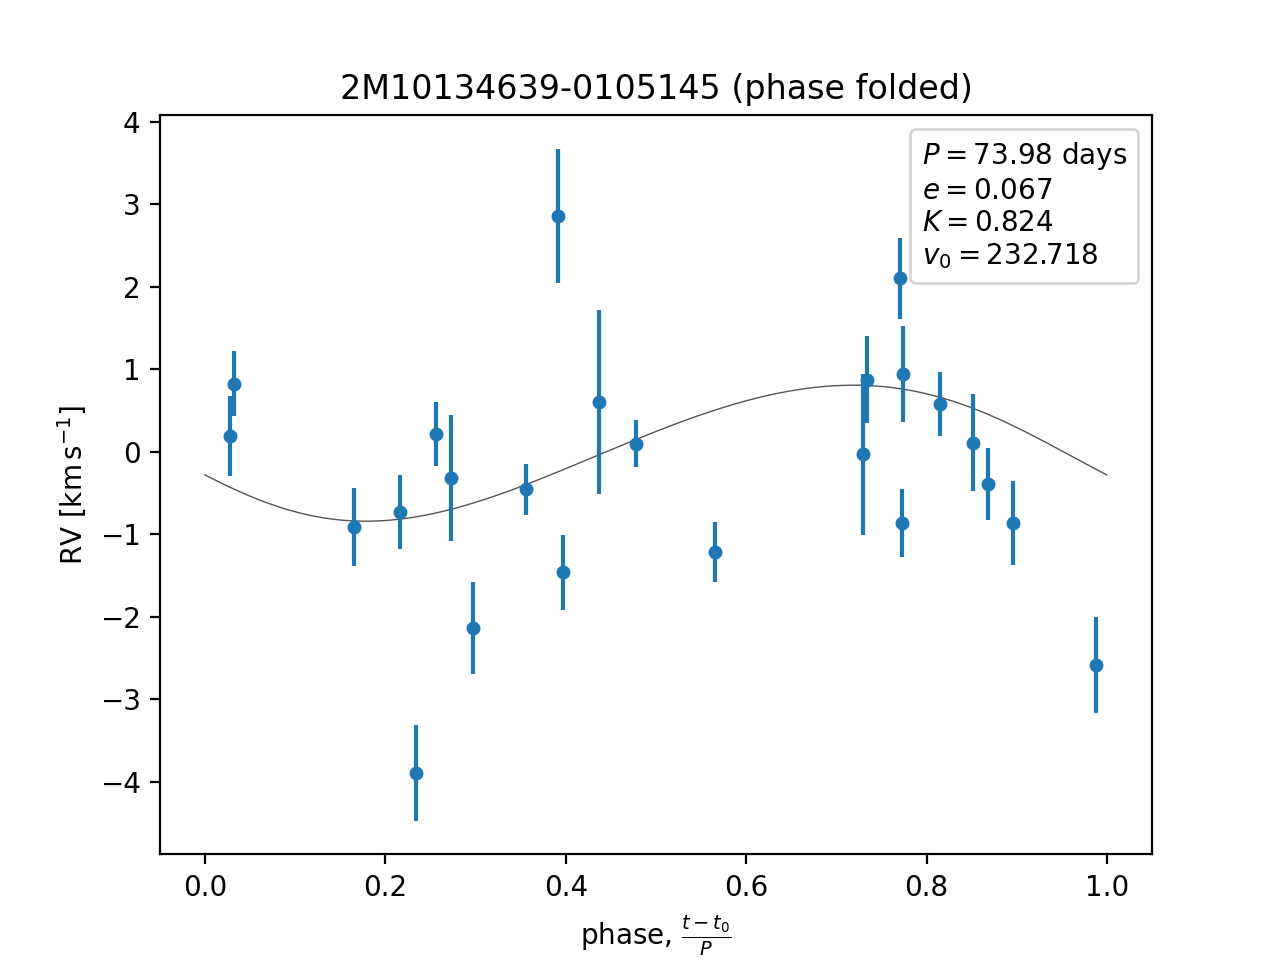 2M10134639-0105145 (phase folded)
P = 73.98 days
e = 0.067
K = 0.824
v₀ = 232.718
4
3
2
1
0
−1
−2
−3
−4
RV [km s⁻¹]
0.0 0.2 0.4 0.6 0.8 1.0
phase, (t − t₀)/P